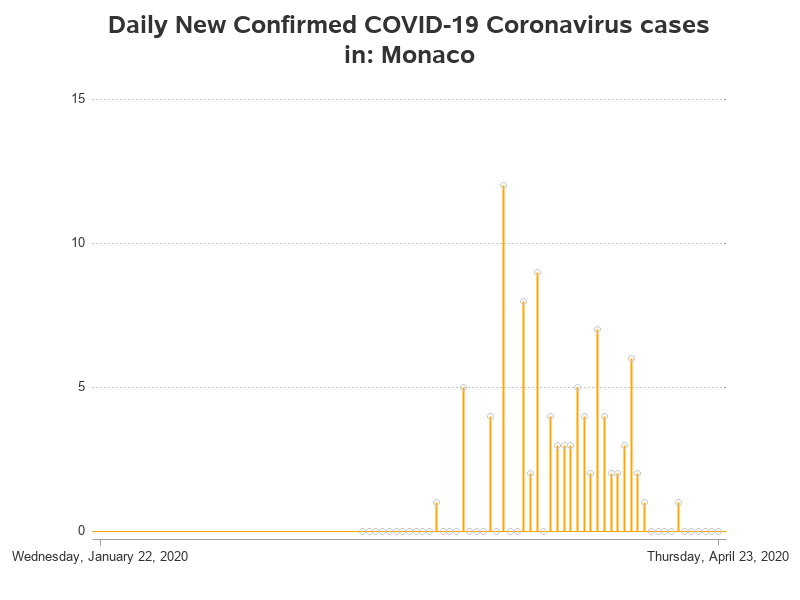 Daily New Confirmed COVID-19 Coronavirus cases
in: Monaco
15
10
5
0
Wednesday, January 22, 2020
Thursday, April 23, 2020